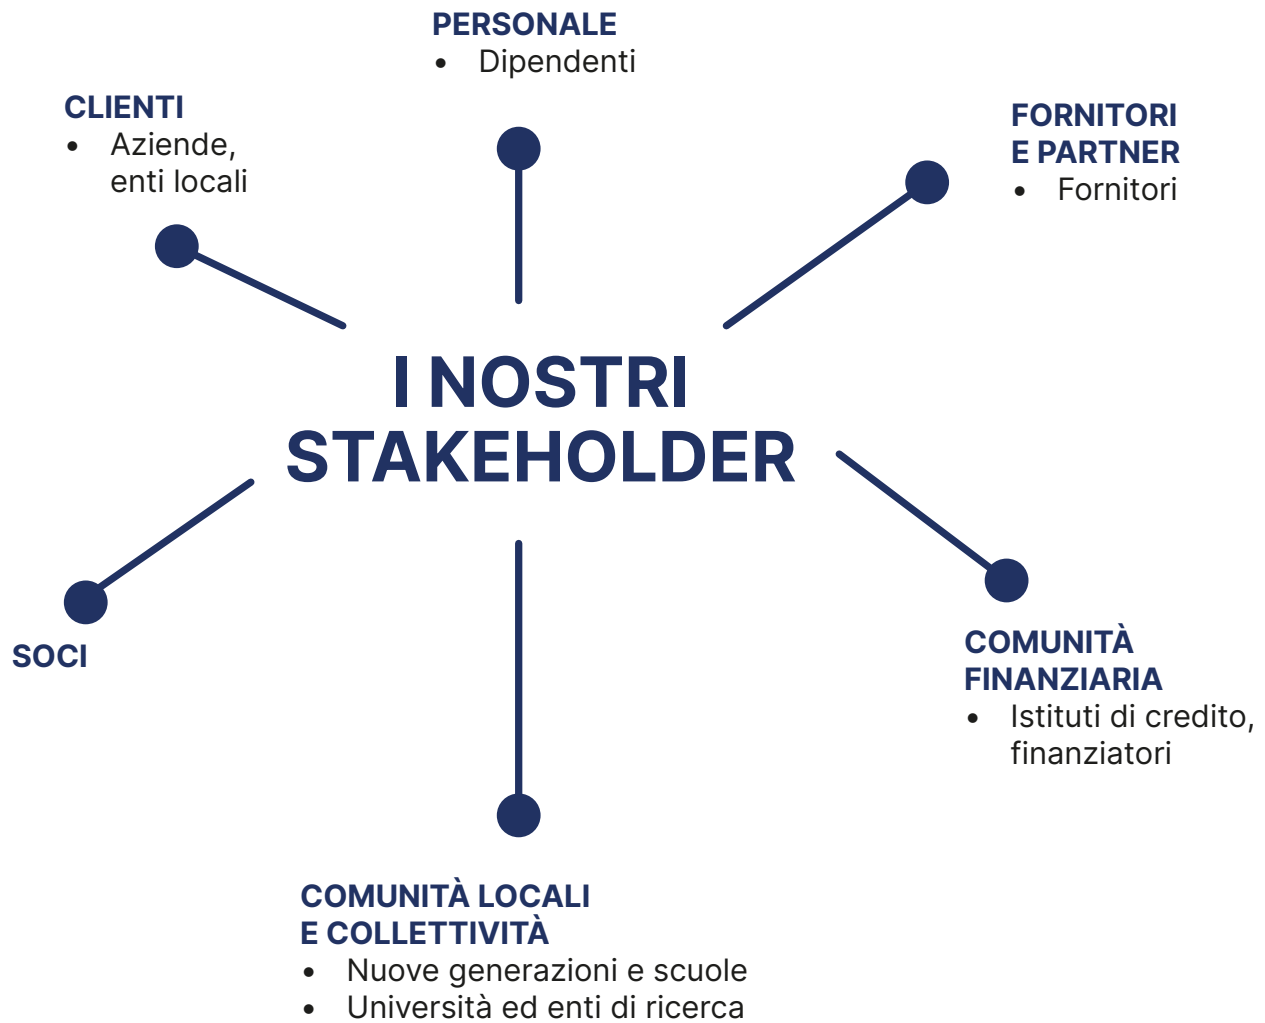 PERSONALE
• Dipendenti
CLIENTI
• Aziende,
enti locali
FORNITORI
E PARTNER
• Fornitori
I NOSTRI
STAKEHOLDER
SOCI
COMUNITÀ
FINANZIARIA
• Istituti di credito,
finanziatori
COMUNITÀ LOCALI
E COLLETTIVITÀ
• Nuove generazioni e scuole
• Università ed enti di ricerca